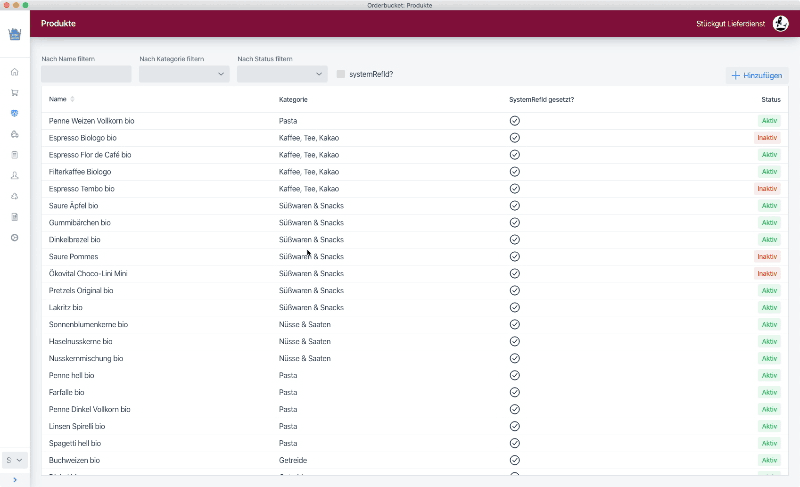 Orderbucket: Produkte
Produkte
Stückgut Lieferdienst
Nach Name filtern
Nach Kategorie filtern
Nach Status filtern
systemRefId?
Hinzufügen
Name Kategorie SystemRefId gesetzt? Status
Penne Weizen Vollkorn bio Pasta Aktiv
Espresso Biologo bio Kaffee, Tee, Kakao Inaktiv
Espresso Flor de Café bio Kaffee, Tee, Kakao Aktiv
Filterkaffee Biologo Kaffee, Tee, Kakao Aktiv
Espresso Tembo bio Kaffee, Tee, Kakao Inaktiv
Saure Äpfel bio Süßwaren & Snacks Aktiv
Gummibärchen bio Süßwaren & Snacks Aktiv
Dinkelbrezel bio Süßwaren & Snacks Aktiv
Saure Pommes Süßwaren & Snacks Inaktiv
Ökovital Choco-Lini Mini Süßwaren & Snacks Inaktiv
Pretzels Original bio Süßwaren & Snacks Aktiv
Lakritz bio Süßwaren & Snacks Aktiv
Sonnenblumenkerne bio Nüsse & Saaten Aktiv
Haselnusskerne bio Nüsse & Saaten Aktiv
Nusskernmischung bio Nüsse & Saaten Aktiv
Penne hell bio Pasta Aktiv
Farfalle bio Pasta Aktiv
Penne Dinkel Vollkorn bio Pasta Aktiv
Linsen Spirelli bio Pasta Aktiv
Spagetti hell bio Pasta Aktiv
Buchweizen bio Getreide Aktiv
S